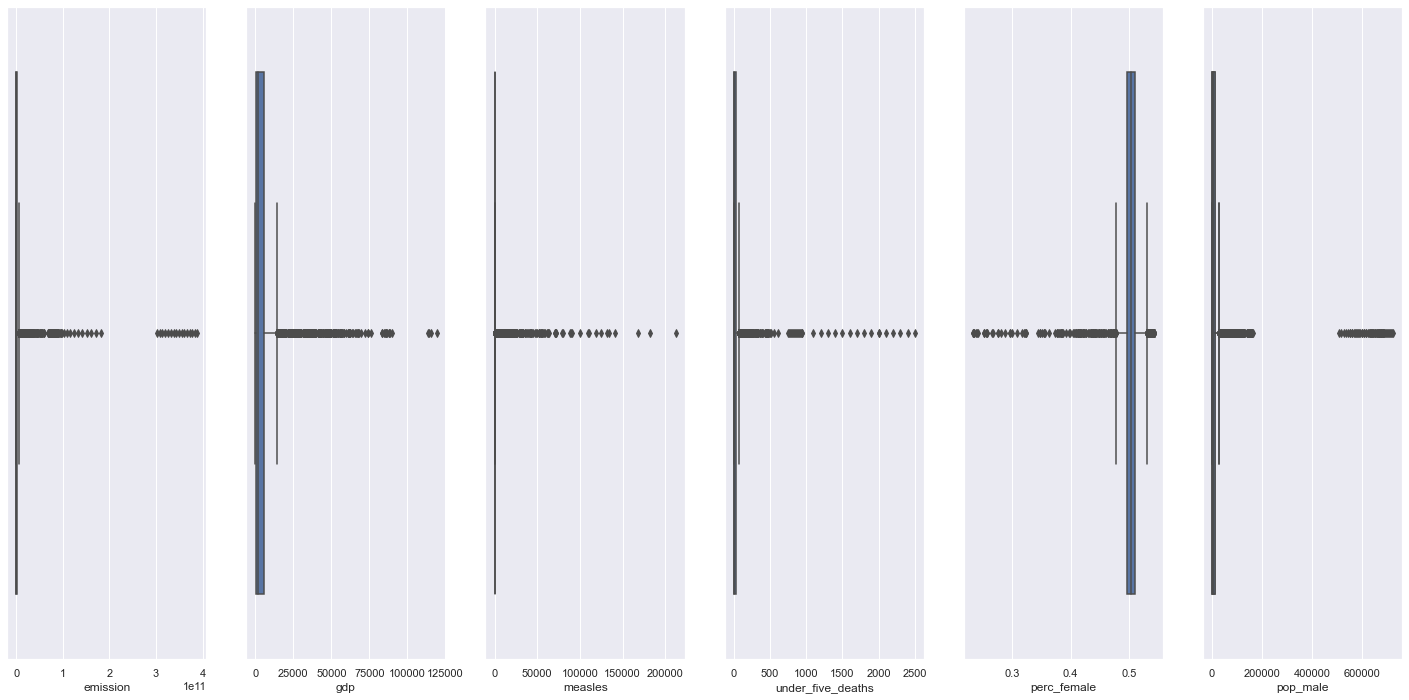 0 1 2 3 4
1e11
emission
0 25000 50000 75000 100000 125000
gdp
0 50000 100000 150000 200000
measles
0 500 1000 1500 2000 2500
under_five_deaths
0.3 0.4 0.5
perc_female
0 200000 400000 600000
pop_male